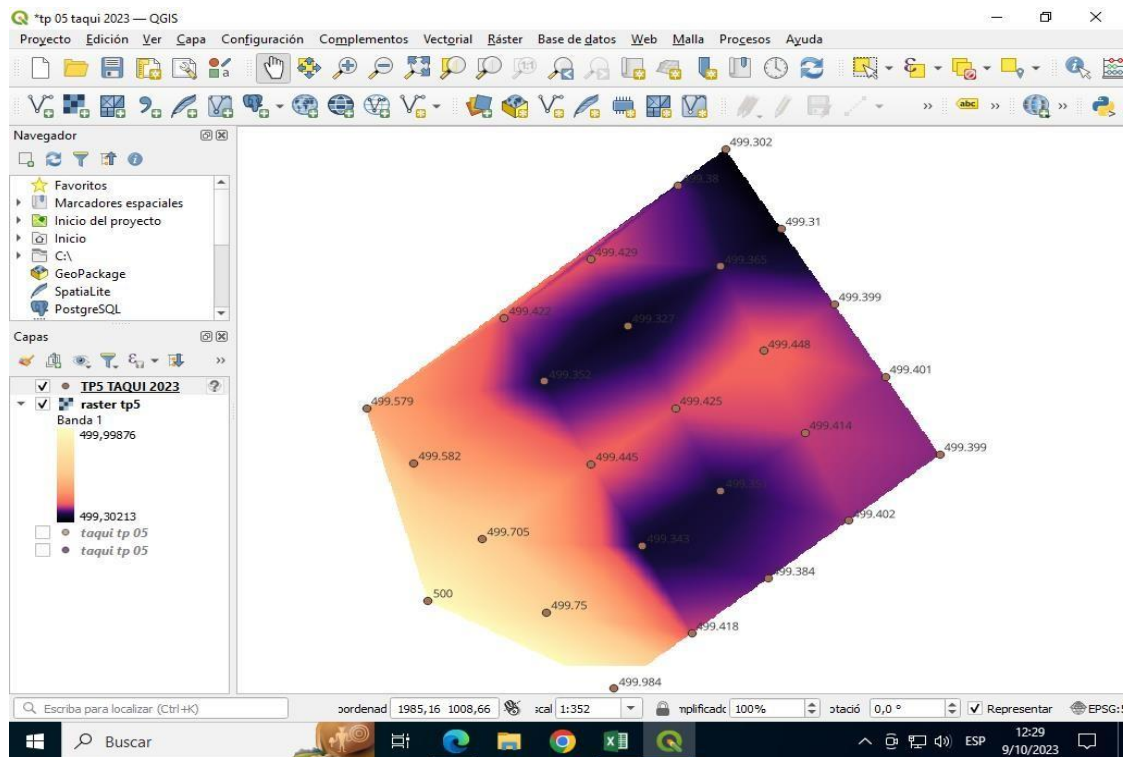 *tp 05 taqui 2023 — QGIS
Proyecto Edición Ver Capa Configuración Complementos Vectorial Ráster Base de datos Web Malla Procesos Ayuda
abc
Navegador
Favoritos
Marcadores espaciales
Inicio del proyecto
Inicio
C:\
GeoPackage
SpatiaLite
PostgreSQL
Capas
TP5 TAQUI 2023
raster tp5
Banda 1
499,99876
499,30213
taqui tp 05
taqui tp 05
499.302
499.38
499.31
499.429
499.365
499.399
499.422
499.327
499.448
499.352
499.401
499.579
499.425
499.414
499.399
499.445
499.582
499.402
499.705
499.343
499.384
500
499.75
499.418
499.984
Escriba para localizar (Ctrl+K)
oordenad 1985,16 1008,66 :scal 1:352 nplificadc 100% otació 0,0 ° Representar EPSG:
Buscar
ESP
12:29
9/10/2023